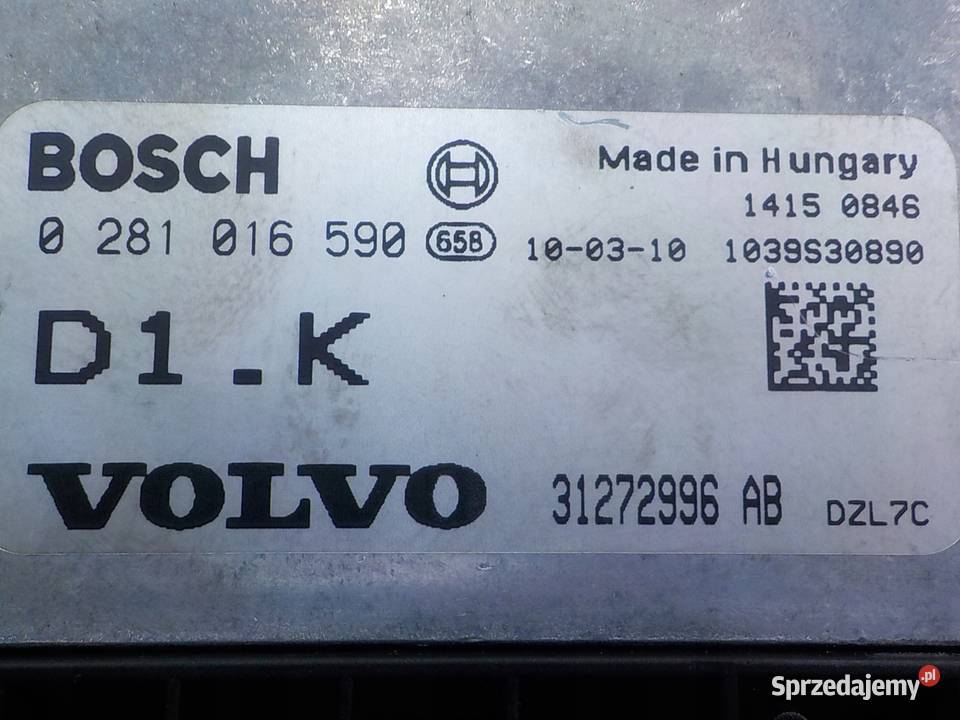 BOSCH
Made in Hungary
1415 0846
0 281 016 590 65B 10-03-10 1039S30890
D1.K
VOLVO 31272996 AB DZL7C
Sprzedajemy.pl